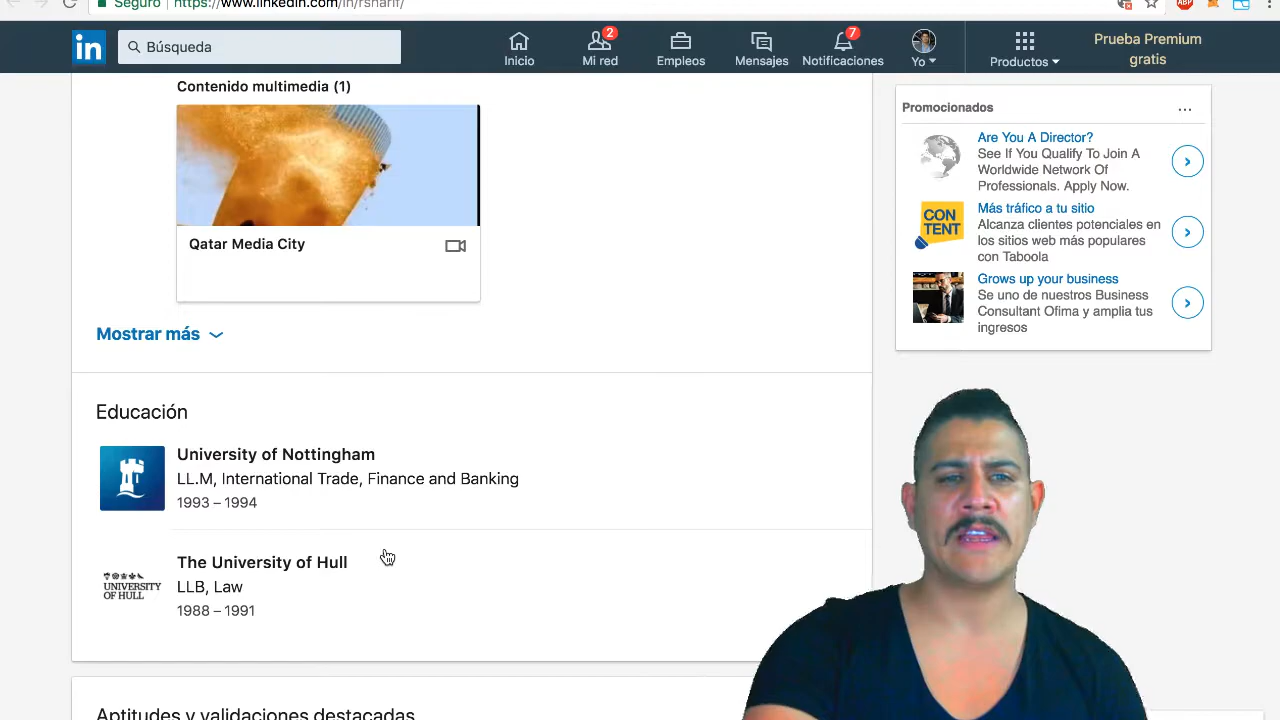 Seguro
https://www.linkedin.com/in/rsharif/
in
Búsqueda
2
7
Inicio
Mi red
Empleos
Mensajes
Notificaciones
Yo
Productos
Prueba Premium
gratis
Contenido multimedia (1)
Qatar Media City
Mostrar más
Educación
University of Nottingham
LL.M, International Trade, Finance and Banking
1993 – 1994
UNIVERSITY
OF HULL
The University of Hull
LLB, Law
1988 – 1991
Aptitudes y validaciones destacadas
Promocionados
...
Are You A Director?
See If You Qualify To Join A
Worldwide Network Of
Professionals. Apply Now.
CON
TENT
Más tráfico a tu sitio
Alcanza clientes potenciales en
los sitios web más populares
con Taboola
Grows up your business
Se uno de nuestros Business
Consultant Ofima y amplia tus
ingresos
ABP